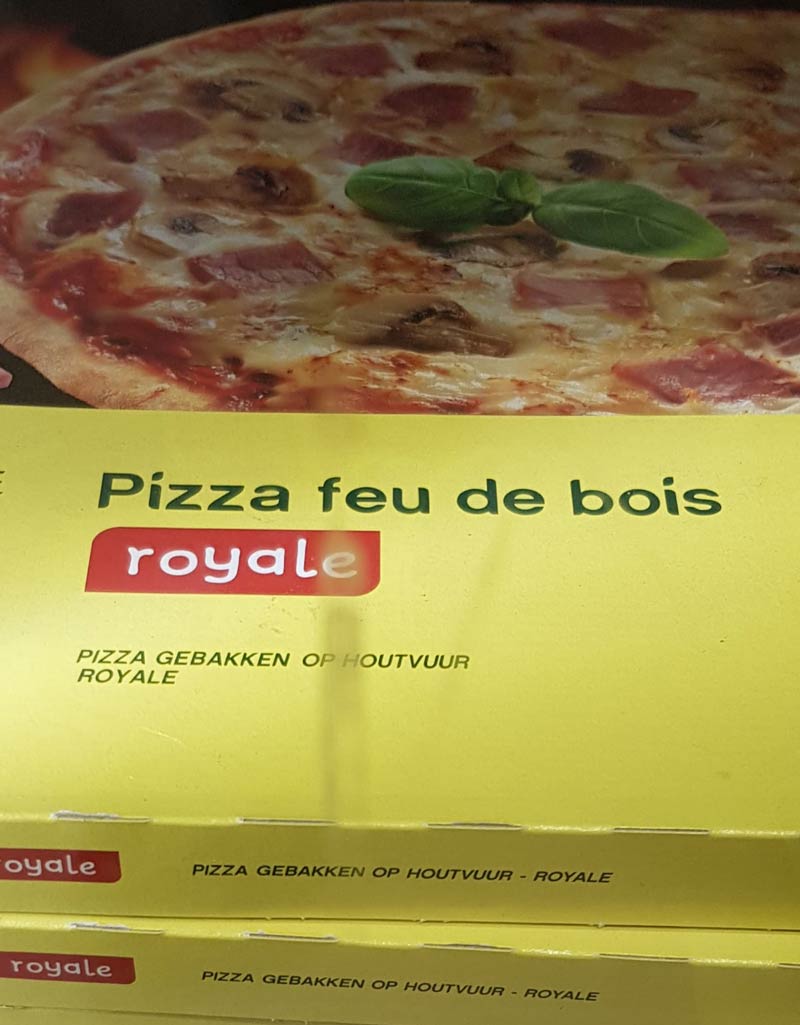 Pizza feu de bois
royale
PIZZA GEBAKKEN OP HOUTVUUR
ROYALE
oyale
PIZZA GEBAKKEN OP HOUTVUUR - ROYALE
royale
PIZZA GEBAKKEN OP HOUTVUUR - ROYALE